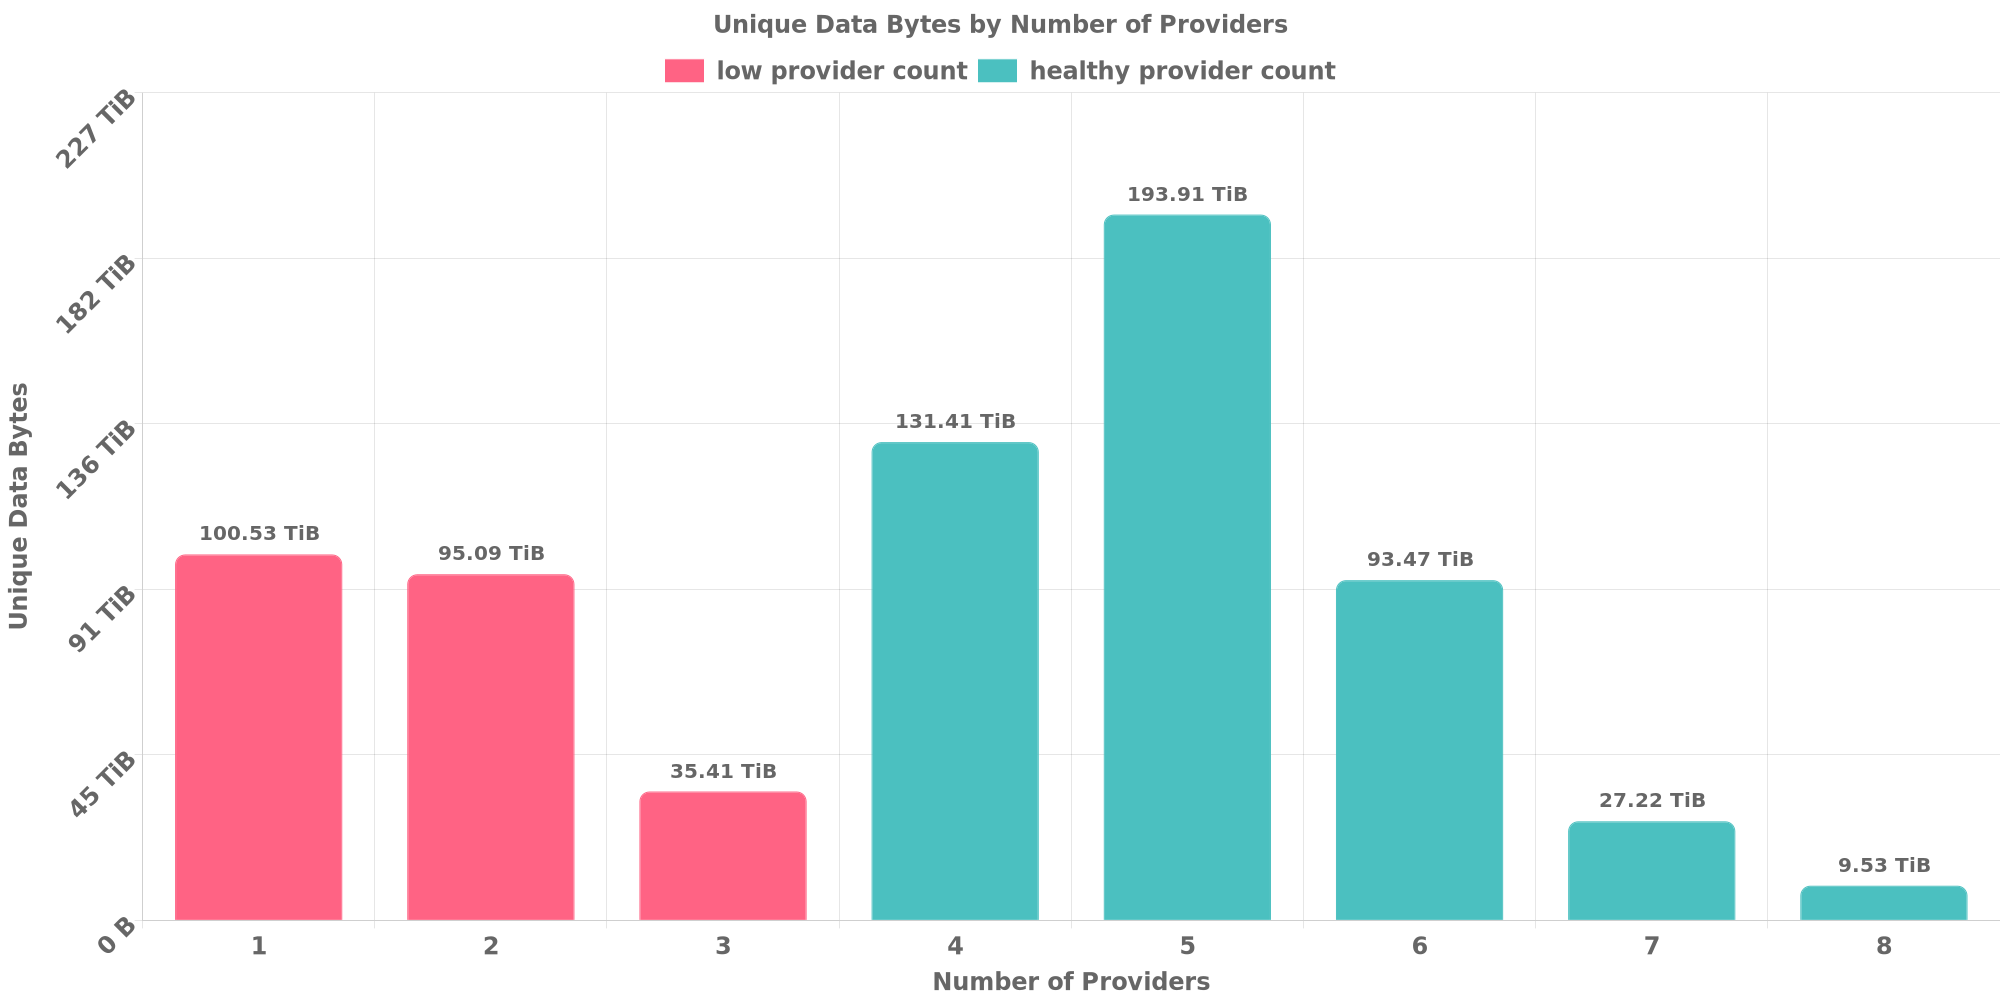 Unique Data Bytes by Number of Providers
low provider count
healthy provider count
227 TiB
182 TiB
136 TiB
91 TiB
45 TiB
0 B
Unique Data Bytes
100.53 TiB
95.09 TiB
35.41 TiB
131.41 TiB
193.91 TiB
93.47 TiB
27.22 TiB
9.53 TiB
1 2 3 4 5 6 7 8
Number of Providers